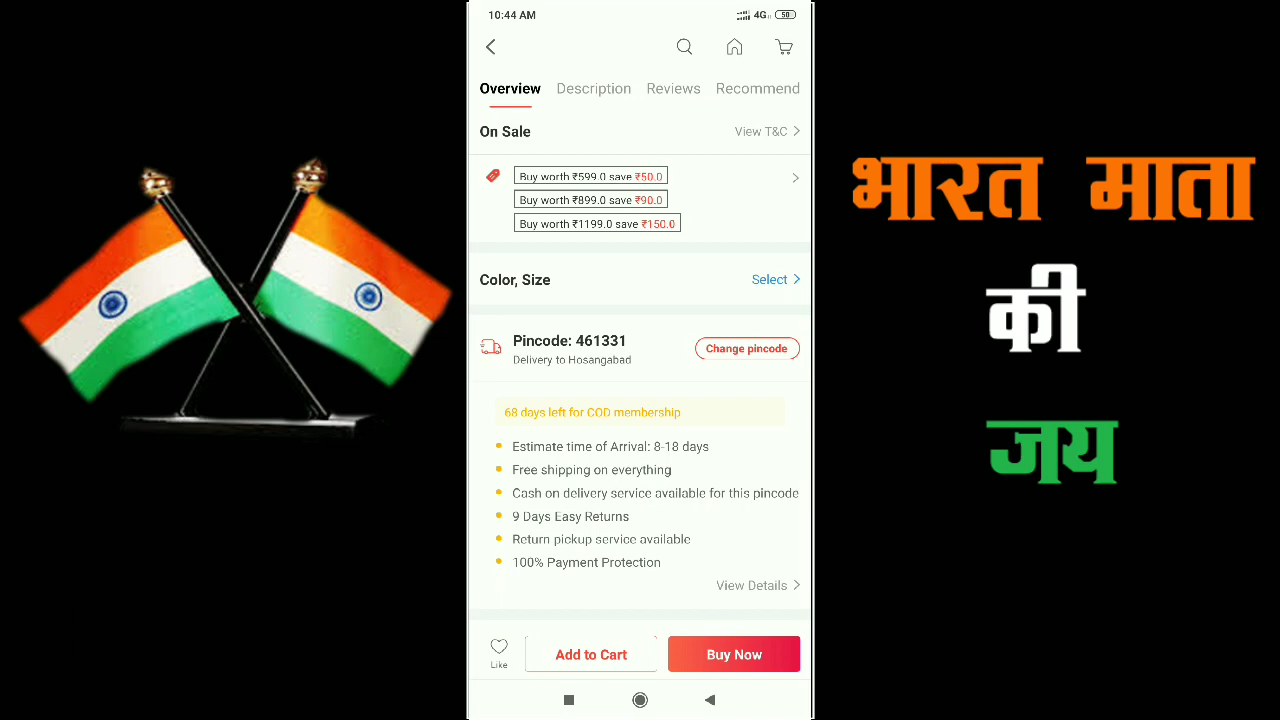 10:44 AM
4G
50
Overview Description Reviews Recommend
On Sale
View T&C
Buy worth ₹599.0 save ₹50.0
Buy worth ₹899.0 save ₹90.0
Buy worth ₹1199.0 save ₹150.0
Color, Size
Select
Pincode: 461331
Delivery to Hosangabad
Change pincode
68 days left for COD membership
Estimate time of Arrival: 8-18 days
Free shipping on everything
Cash on delivery service available for this pincode
9 Days Easy Returns
Return pickup service available
100% Payment Protection
View Details
Like
Add to Cart
Buy Now
भारत माता
की
जय